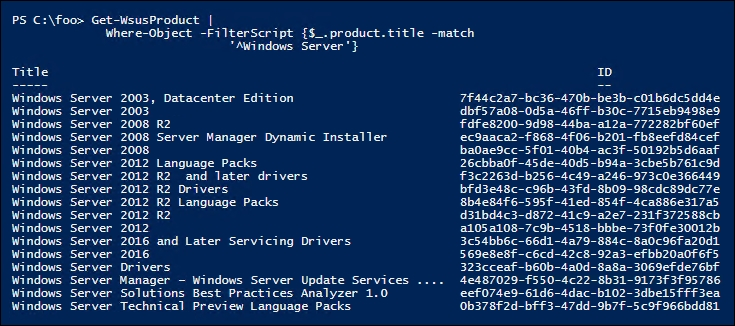 PS C:\foo> Get-WsusProduct |
Where-Object -FilterScript {$_.product.title -match
'^Windows Server'}
Title ID
----- --
Windows Server 2003, Datacenter Edition 7f44c2a7-bc36-470b-be3b-c01b6dc5dd4e
Windows Server 2003 dbf57a08-0d5a-46ff-b30c-7715eb9498e9
Windows Server 2008 R2 fdfe8200-9d98-44ba-a12a-772282bf60ef
Windows Server 2008 Server Manager Dynamic Installer ec9aaca2-f868-4f06-b201-fb8eefd84cef
Windows Server 2008 ba0ae9cc-5f01-40b4-ac3f-50192b5d6aaf
Windows Server 2012 Language Packs 26cbba0f-45de-40d5-b94a-3cbe5b761c9d
Windows Server 2012 R2  and later drivers f3c2263d-b256-4c49-a246-973c0e366449
Windows Server 2012 R2 Drivers bfd3e48c-c96b-43fd-8b09-98cdc89dc77e
Windows Server 2012 R2 Language Packs 8b4e84f6-595f-41ed-854f-4ca886e317a5
Windows Server 2012 R2 d31bd4c3-d872-41c9-a2e7-231f372588cb
Windows Server 2012 a105a108-7c9b-4518-bbbe-73f0fe30012b
Windows Server 2016 and Later Servicing Drivers 3c54bb6c-66d1-4a79-884c-8a0c96fa20d1
Windows Server 2016 569e8e8f-c6cd-42c8-92a3-efbb20a0f6f5
Windows Server Drivers 323cceaf-b60b-4a0d-8a8a-3069efde76bf
Windows Server Manager – Windows Server Update Services .... 4e487029-f550-4c22-8b31-9173f3f95786
Windows Server Solutions Best Practices Analyzer 1.0 eef074e9-61d6-4dac-b102-3dbe15fff3ea
Windows Server Technical Preview Language Packs 0b378f2d-bff3-47dd-9b7f-5c9f966bdd81